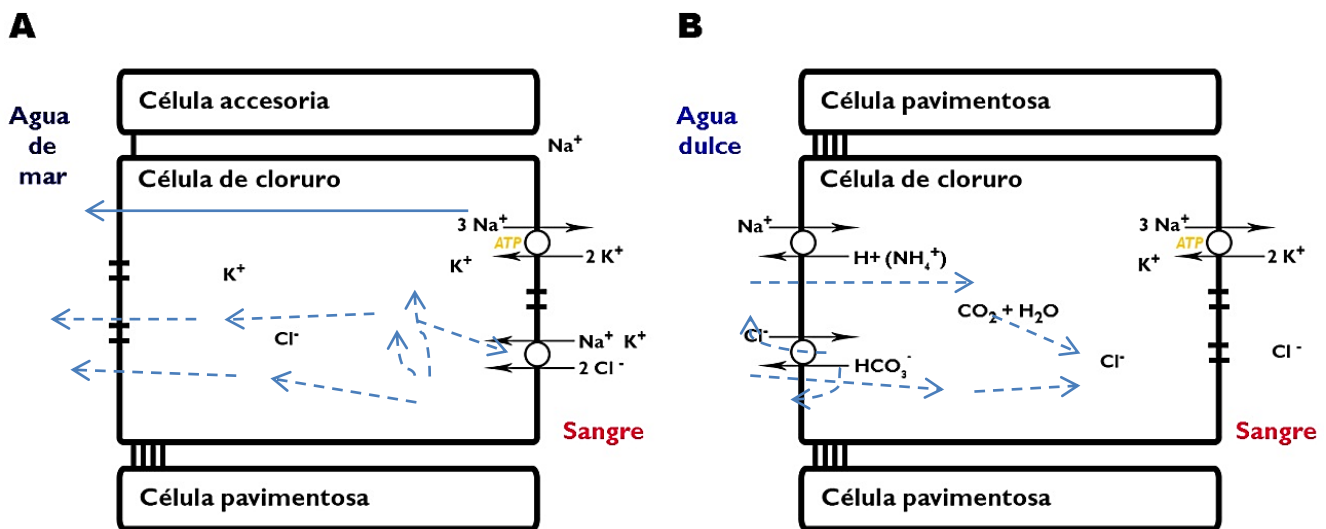 A
Célula accesoria
Agua
de
mar
Na⁺
Célula de cloruro
3 Na⁺
ATP
2 K⁺
K⁺
K⁺
Cl⁻
Na⁺ K⁺
2 Cl⁻
Sangre
Célula pavimentosa
B
Célula pavimentosa
Agua
dulce
Célula de cloruro
Na⁺
H+ (NH₄⁺)
3 Na⁺
ATP
2 K⁺
K⁺
CO₂ + H₂O
Cl⁻
HCO₃⁻
Cl⁻
Cl⁻
Sangre
Célula pavimentosa